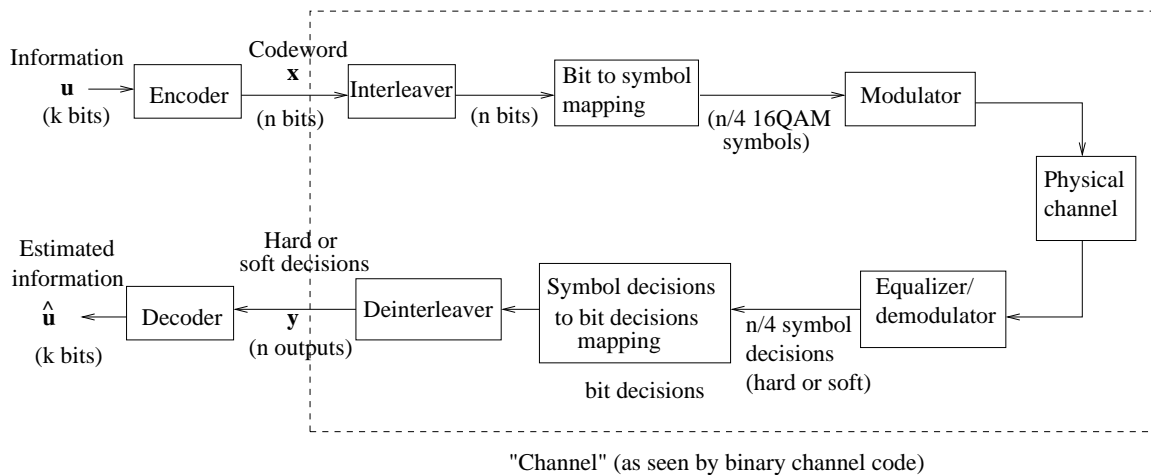 Information
u
(k bits)
Encoder
Codeword
x
(n bits)
Interleaver
(n bits)
Bit to symbol
mapping
(n/4 16QAM
symbols)
Modulator
Physical
channel
Equalizer/
demodulator
n/4 symbol
decisions
(hard or soft)
Symbol decisions
to bit decisions
mapping
bit decisions
Deinterleaver
Hard or
soft decisions
y
(n outputs)
Decoder
Estimated
information
û
(k bits)
"Channel" (as seen by binary channel code)